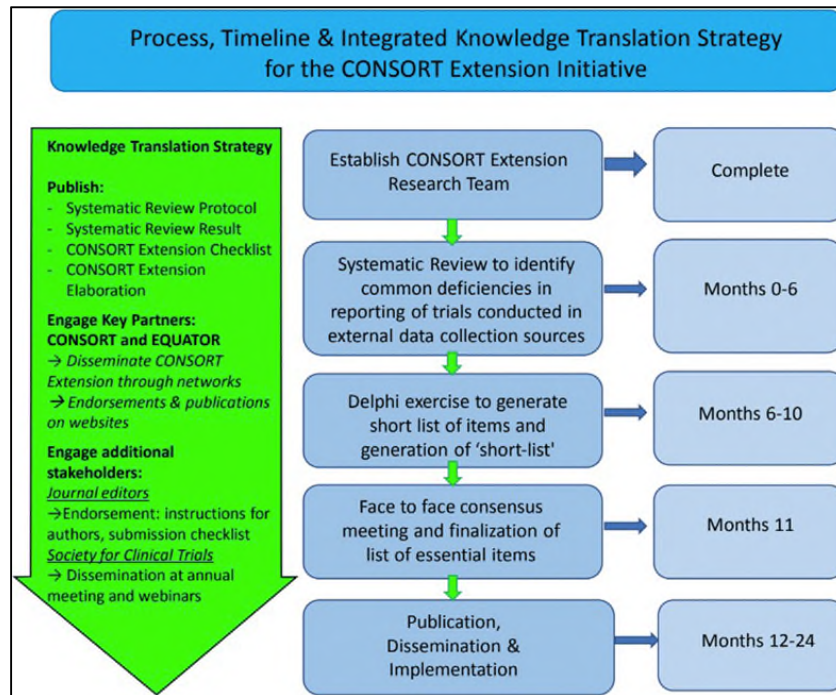 Process, Timeline & Integrated Knowledge Translation Strategy
for the CONSORT Extension Initiative
Knowledge Translation Strategy
Publish:
- Systematic Review Protocol
- Systematic Review Result
- CONSORT Extension Checklist
- CONSORT Extension
Elaboration
Engage Key Partners:
CONSORT and EQUATOR
→ Disseminate CONSORT
Extension through networks
→ Endorsements & publications
on websites
Engage additional
stakeholders:
Journal editors
→Endorsement: instructions for
authors, submission checklist
Society for Clinical Trials
→ Dissemination at annual
meeting and webinars
Establish CONSORT Extension
Research Team
Complete
Systematic Review to identify
common deficiencies in
reporting of trials conducted in
external data collection sources
Months 0-6
Delphi exercise to generate
short list of items and
generation of ‘short-list'
Months 6-10
Face to face consensus
meeting and finalization of
list of essential items
Months 11
Publication,
Dissemination &
Implementation
Months 12-24